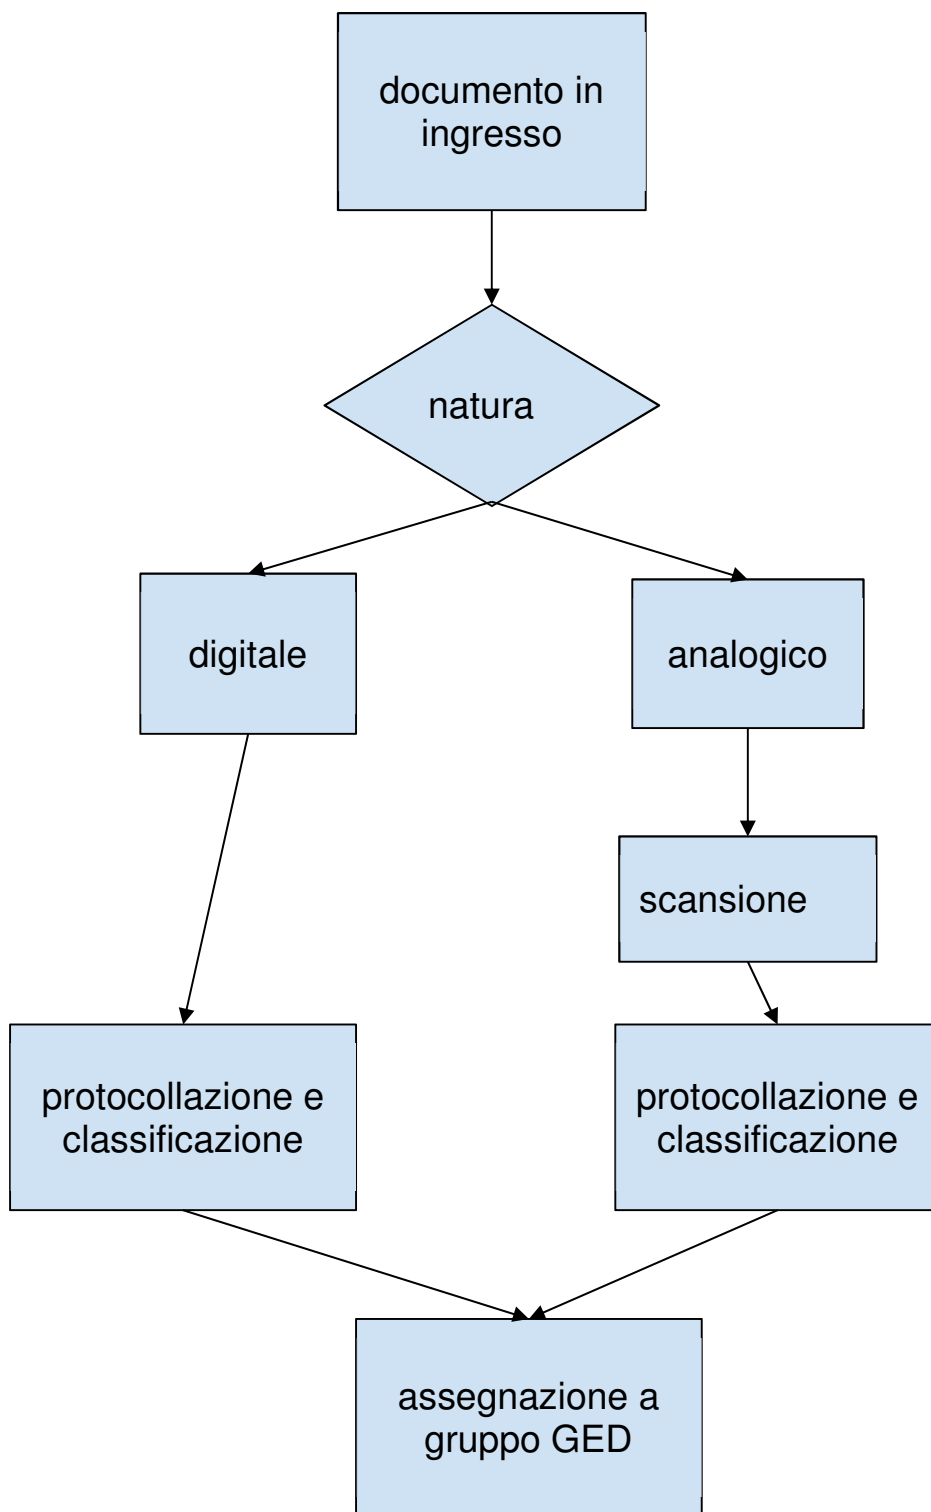 documento in
ingresso
natura
digitale
analogico
scansione
protocollazione e
classificazione
protocollazione e
classificazione
assegnazione a
gruppo GED